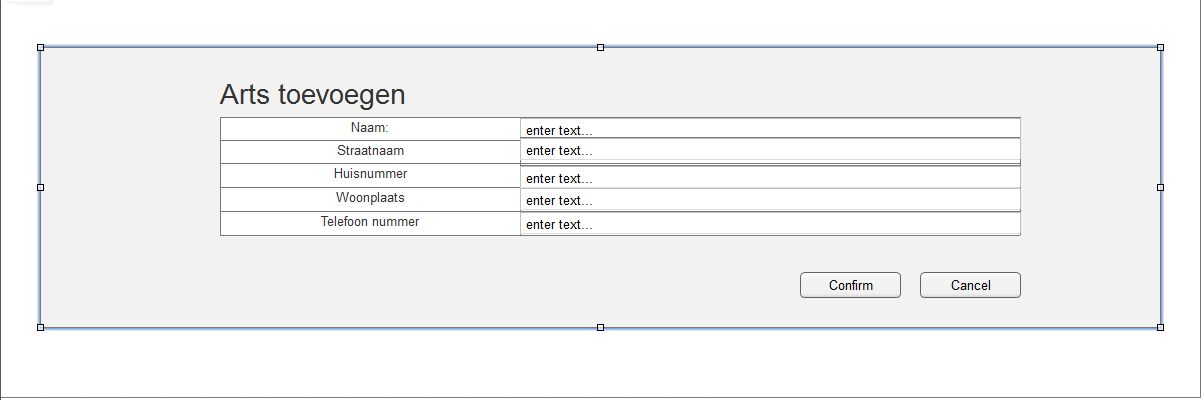 Arts toevoegen
Naam: enter text...
Straatnaam enter text...
Huisnummer enter text...
Woonplaats enter text...
Telefoon nummer enter text...
Confirm Cancel